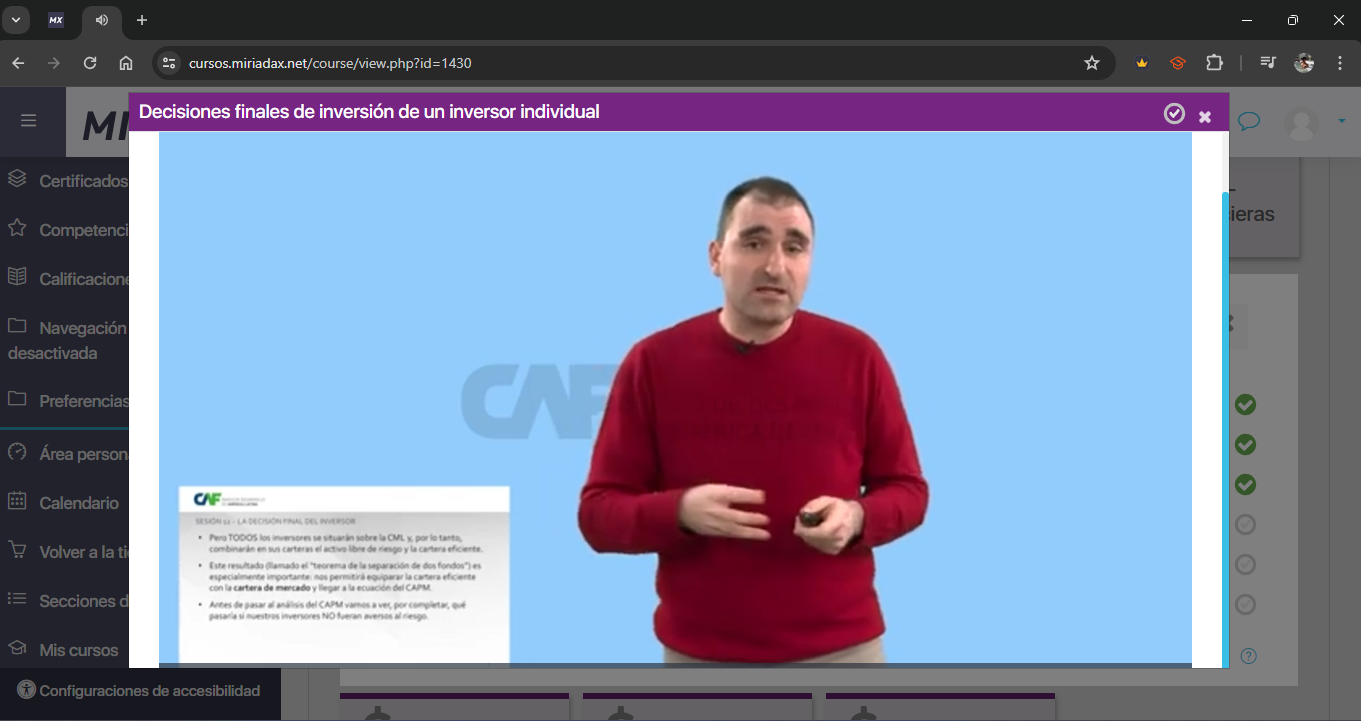 MX
cursos.miriadax.net/course/view.php?id=1430
Decisiones finales de inversión de un inversor individual
Certificados
Competenci
Calificacione
Navegación
desactivada
Preferencias
Área person
Calendario
Volver a la ti
Secciones d
Mis cursos
Configuraciones de accesibilidad
ieras
CAF
CAF
SESIÓN 12 – LA DECISIÓN FINAL DEL INVERSOR
• Pero TODOS los inversores se situarán sobre la CML y, por lo tanto,
combinarán en sus carteras el activo libre de riesgo y la cartera eficiente.
• Este resultado (llamado el "teorema de la separación de dos fondos") es
especialmente importante: nos permitirá equiparar la cartera eficiente
con la cartera de mercado y llegar a la ecuación del CAPM.
• Antes de pasar al análisis del CAPM vamos a ver, por completar, qué
pasaría si nuestros inversores NO fueran aversos al riesgo.